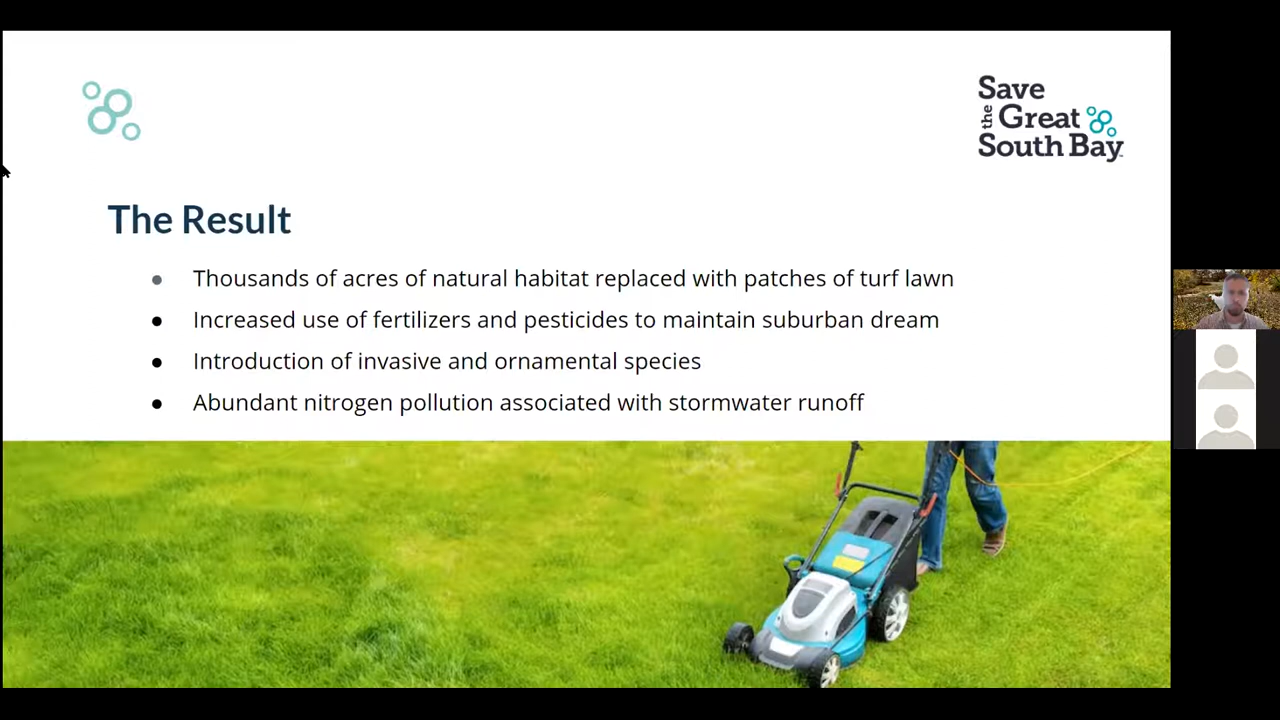 Save
the Great
South Bay
The Result
Thousands of acres of natural habitat replaced with patches of turf lawn
Increased use of fertilizers and pesticides to maintain suburban dream
Introduction of invasive and ornamental species
Abundant nitrogen pollution associated with stormwater runoff